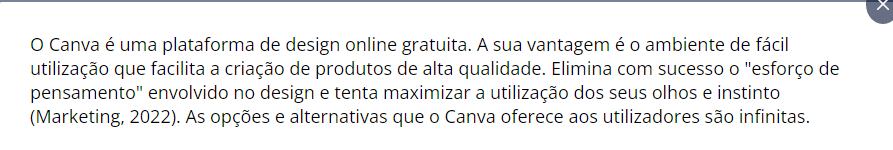 O Canva é uma plataforma de design online gratuita. A sua vantagem é o ambiente de fácil
utilização que facilita a criação de produtos de alta qualidade. Elimina com sucesso o "esforço de
pensamento" envolvido no design e tenta maximizar a utilização dos seus olhos e instinto
(Marketing, 2022). As opções e alternativas que o Canva oferece aos utilizadores são infinitas.